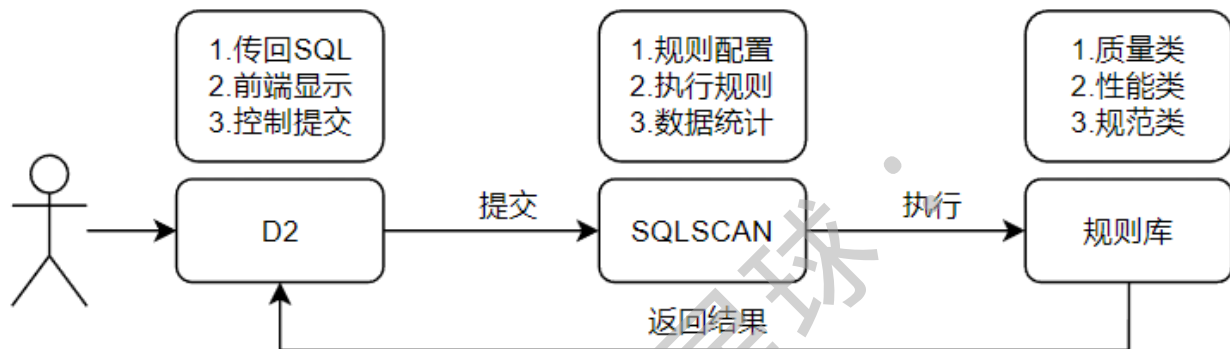 1.传回SQL
2.前端显示
3.控制提交
1.规则配置
2.执行规则
3.数据统计
1.质量类
2.性能类
3.规范类
D2
提交
SQLSCAN
执行
规则库
返回结果
球